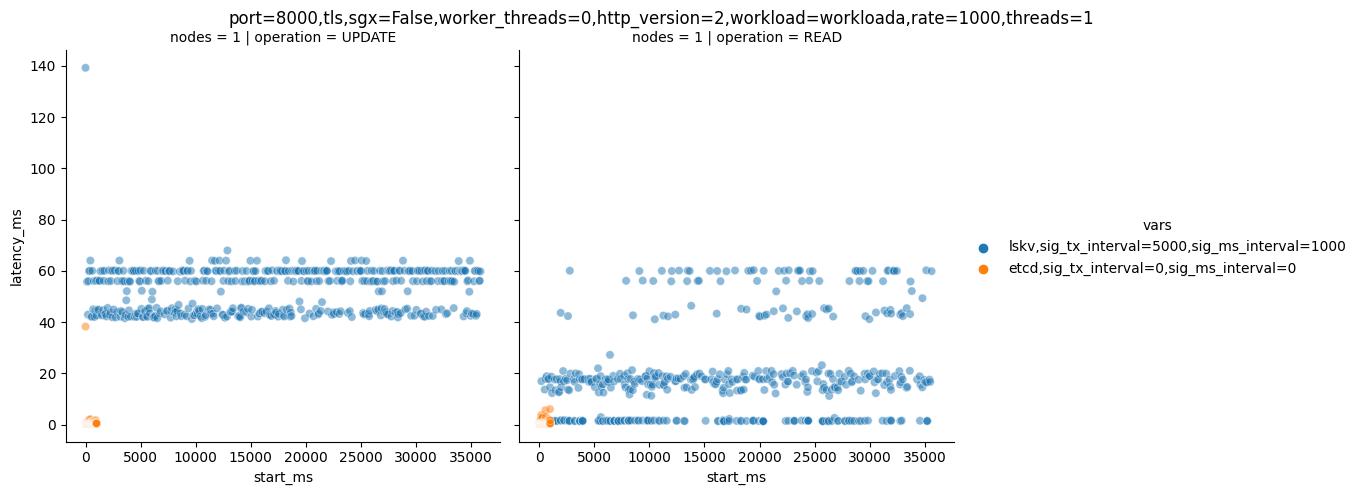 port=8000,tls,sgx=False,worker_threads=0,http_version=2,workload=workloada,rate=1000,threads=1
nodes = 1 | operation = UPDATE
nodes = 1 | operation = READ
latency_ms
140
120
100
80
60
40
20
0
0 5000 10000 15000 20000 25000 30000 35000
start_ms
0 5000 10000 15000 20000 25000 30000 35000
start_ms
vars
lskv,sig_tx_interval=5000,sig_ms_interval=1000
etcd,sig_tx_interval=0,sig_ms_interval=0